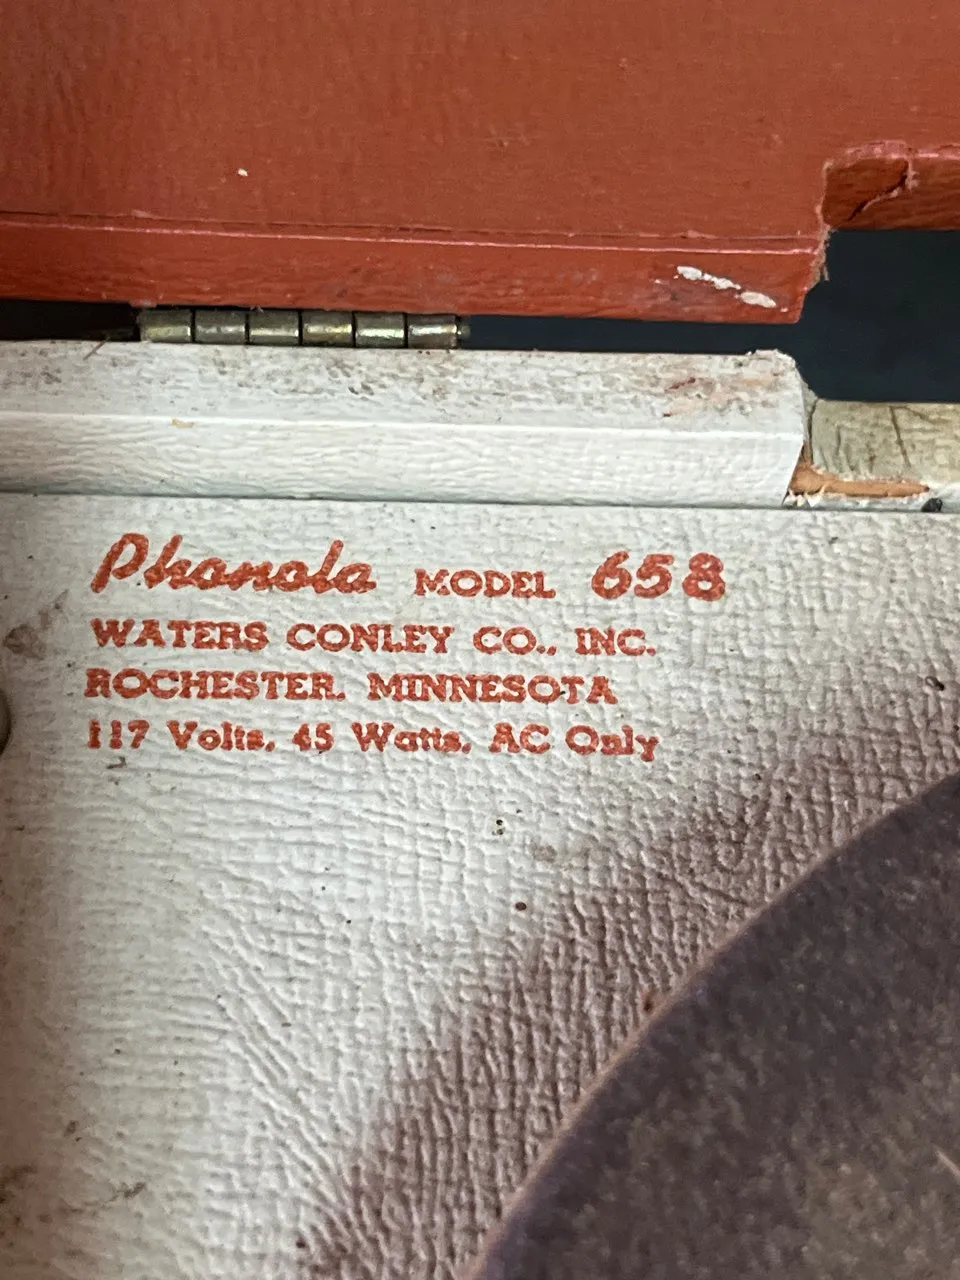 Phonola MODEL 658
WATERS CONLEY CO., INC.
ROCHESTER, MINNESOTA
117 Volts, 45 Watts, AC Only